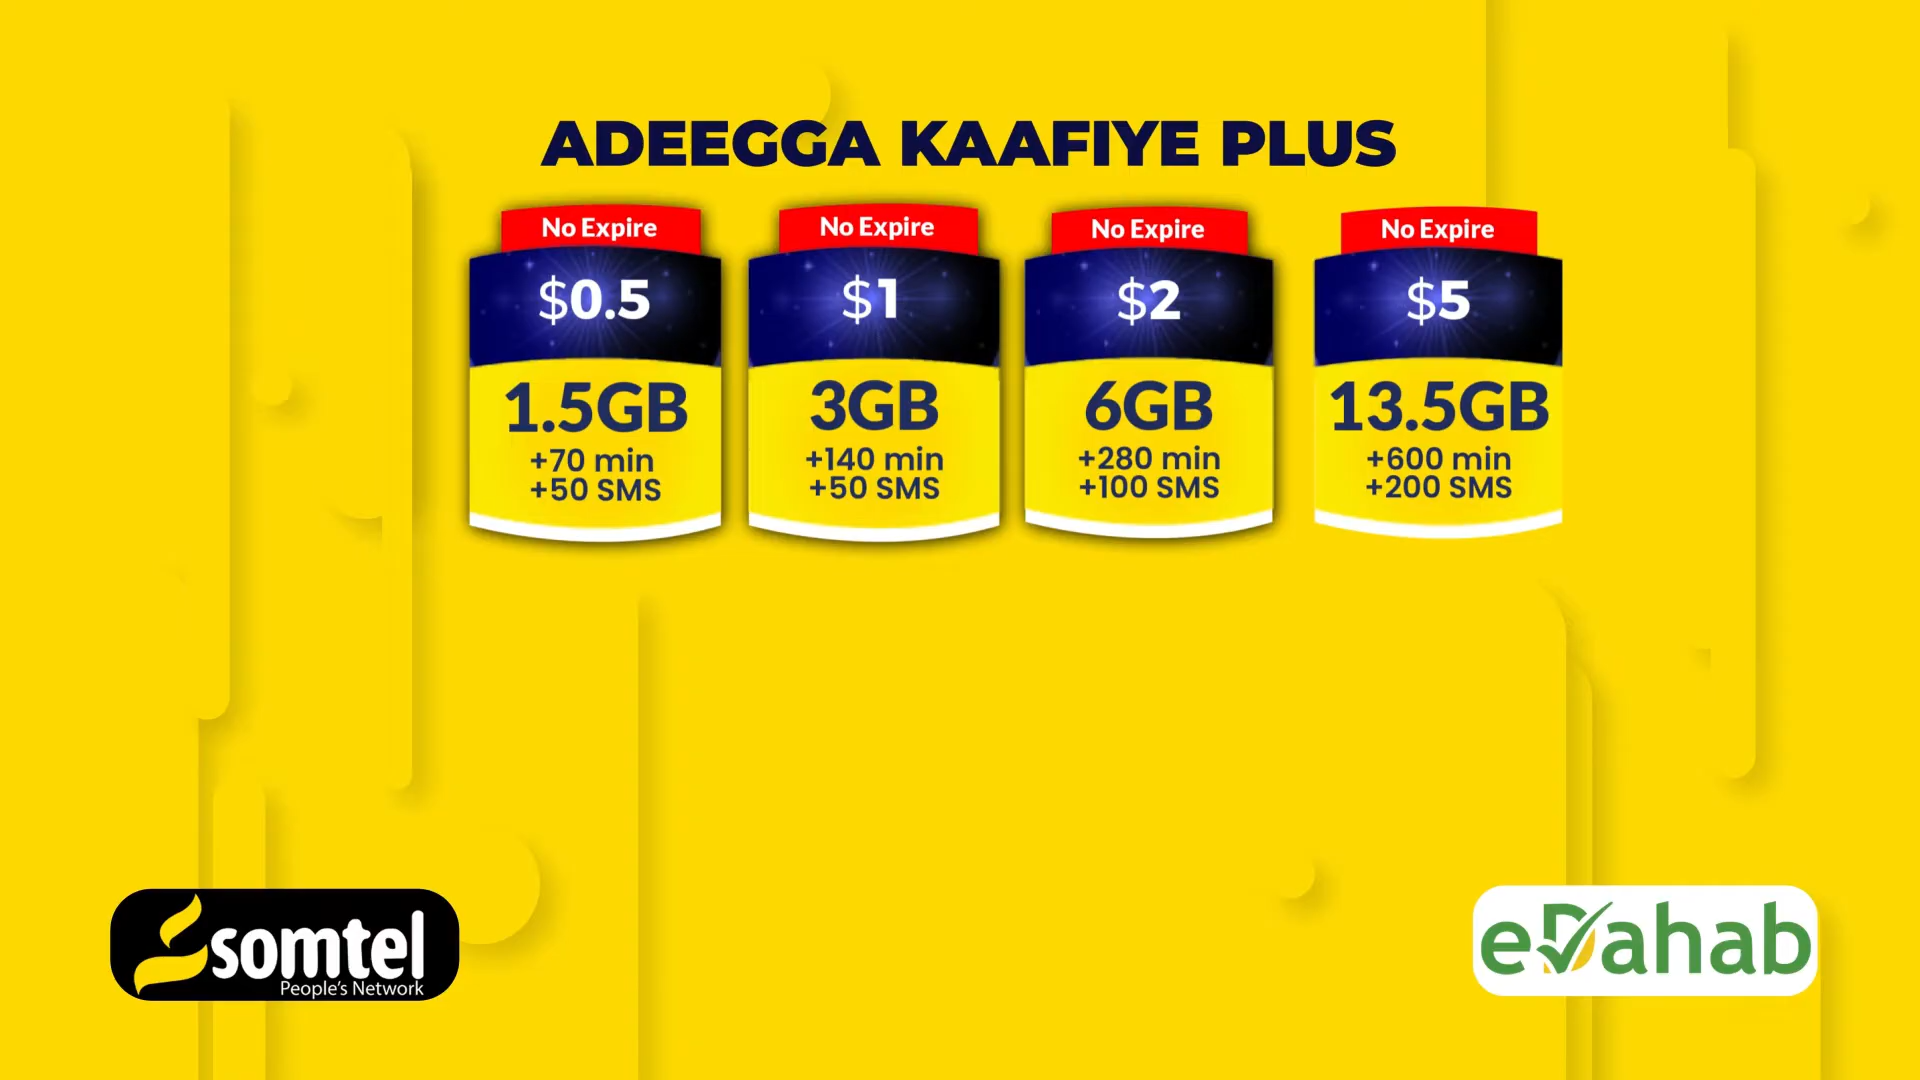 ADEEGGA KAAFIYE PLUS
No Expire
$0.5
1.5GB
+70 min
+50 SMS
No Expire
$1
3GB
+140 min
+50 SMS
No Expire
$2
6GB
+280 min
+100 SMS
No Expire
$5
13.5GB
+600 min
+200 SMS
somtel
People's Network
eDahab